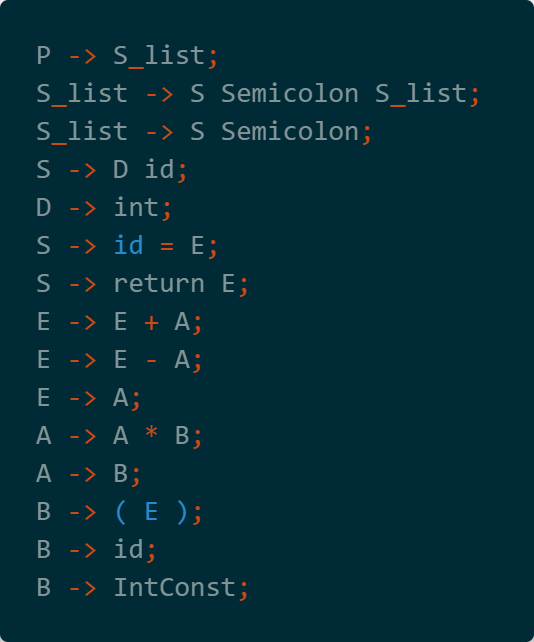 P -> S_list;
S_list -> S Semicolon S_list;
S_list -> S Semicolon;
S -> D id;
D -> int;
S -> id = E;
S -> return E;
E -> E + A;
E -> E - A;
E -> A;
A -> A * B;
A -> B;
B -> ( E );
B -> id;
B -> IntConst;